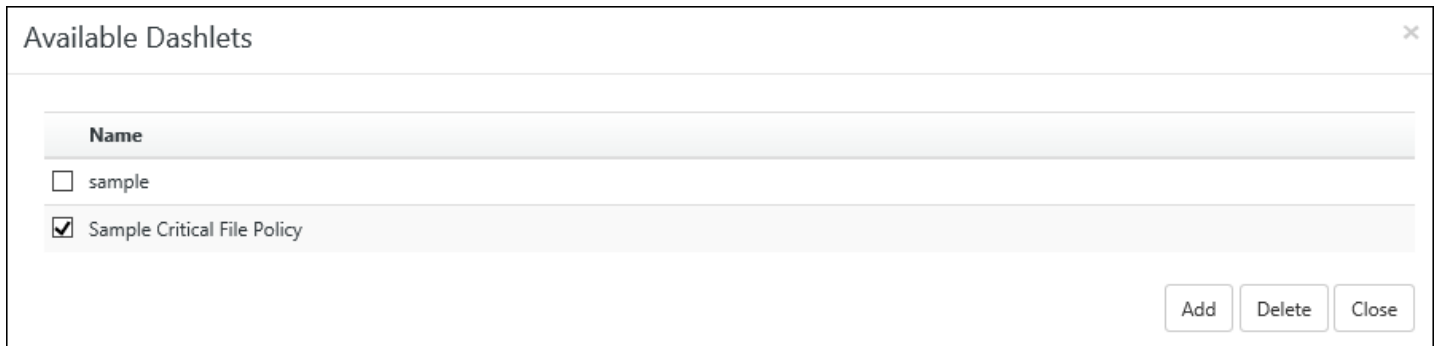 Available Dashlets
Name
sample
Sample Critical File Policy
Add Delete Close